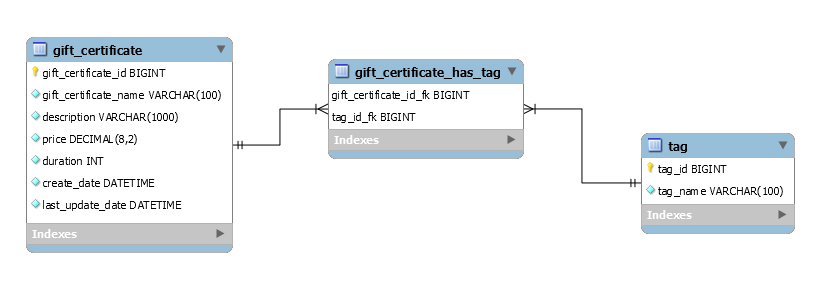 gift_certificate
gift_certificate_id BIGINT
gift_certificate_name VARCHAR(100)
description VARCHAR(1000)
price DECIMAL(8,2)
duration INT
create_date DATETIME
last_update_date DATETIME
Indexes
gift_certificate_has_tag
gift_certificate_id_fk BIGINT
tag_id_fk BIGINT
Indexes
tag
tag_id BIGINT
tag_name VARCHAR(100)
Indexes